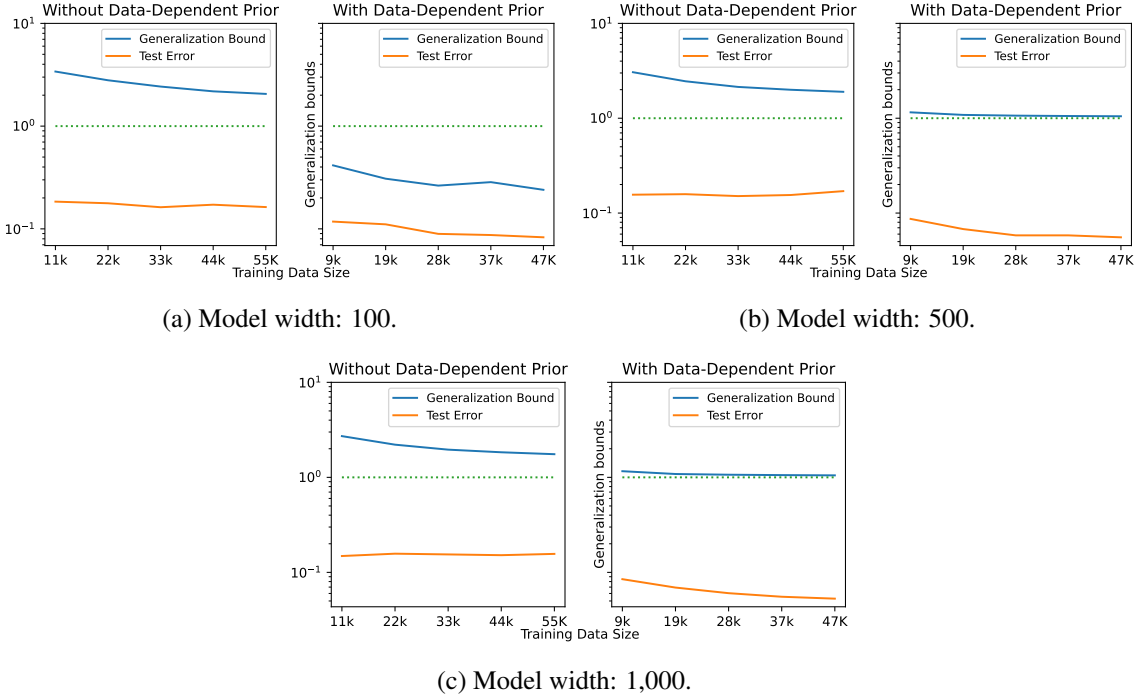 Without Data-Dependent Prior
With Data-Dependent Prior
Generalization Bound
Test Error
Generalization Bound
Test Error
10^1
10^0
10^−1
Generalization bounds
11k 22k 33k 44k 55K
9k 19k 28k 37k 47K
Training Data Size
(a) Model width: 100.
Without Data-Dependent Prior
With Data-Dependent Prior
Generalization Bound
Test Error
Generalization Bound
Test Error
10^1
10^0
10^−1
Generalization bounds
11k 22k 33k 44k 55K
9k 19k 28k 37k 47K
Training Data Size
(b) Model width: 500.
Without Data-Dependent Prior
With Data-Dependent Prior
Generalization Bound
Test Error
Generalization Bound
Test Error
10^1
10^0
10^−1
Generalization bounds
11k 22k 33k 44k 55K
9k 19k 28k 37k 47K
Training Data Size
(c) Model width: 1,000.